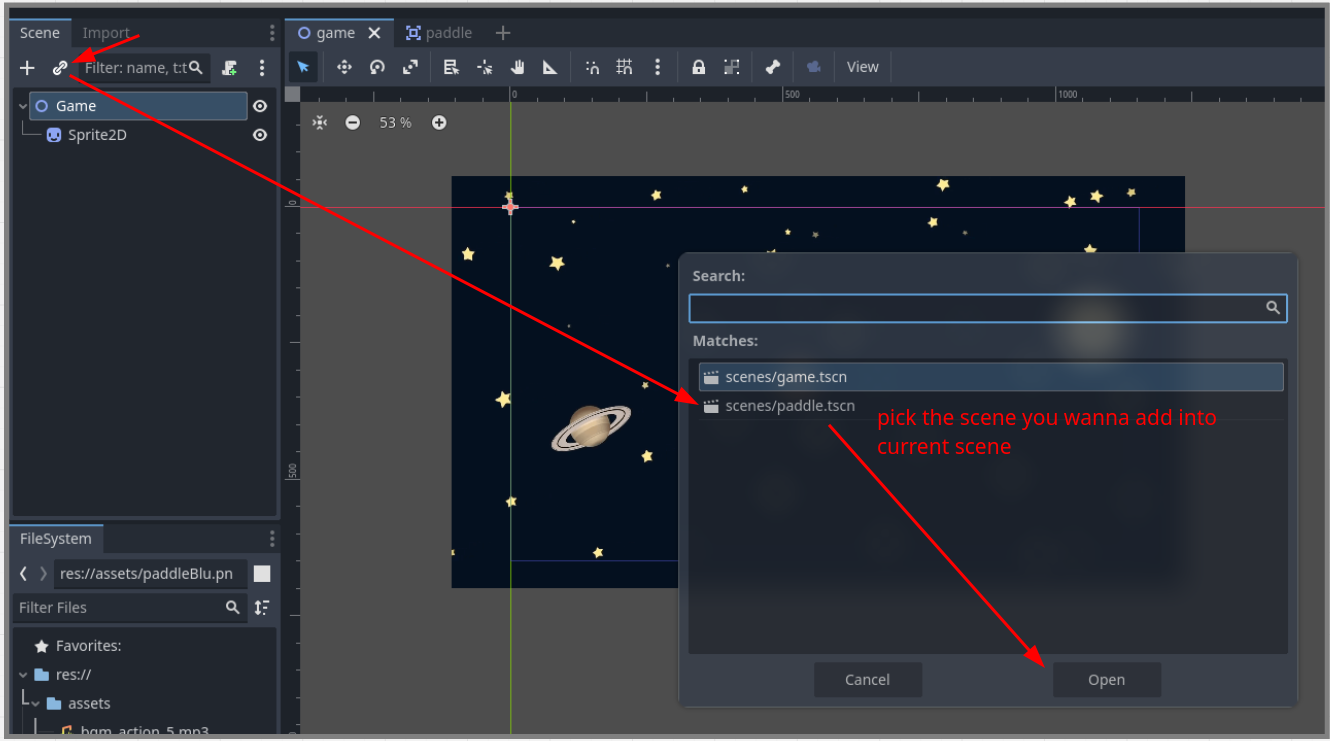 Scene
Import
game
paddle
Filter: name, t:t
View
Game
Sprite2D
0
500
1000
53 %
0
500
Search:
Matches:
scenes/game.tscn
scenes/paddle.tscn
pick the scene you wanna add into
current scene
Cancel
Open
FileSystem
res://assets/paddleBlu.pn
Filter Files
Favorites:
res://
assets
bgm_action_5.mp3